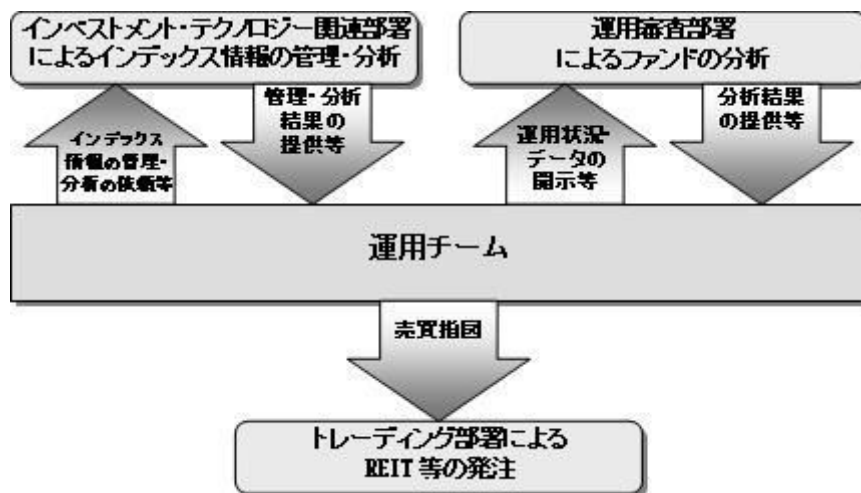 インベストメント・テクノロジー関連部署
によるインデックス情報の管理・分析
運用審査部署
によるファンドの分析
インデックス
情報の管理・
分析の依頼等
管理・分析
結果の
提供等
運用状況・
データの
開示等
分析結果
の提供等
運用チーム
売買指図
トレーディング部署による
REIT 等の発注